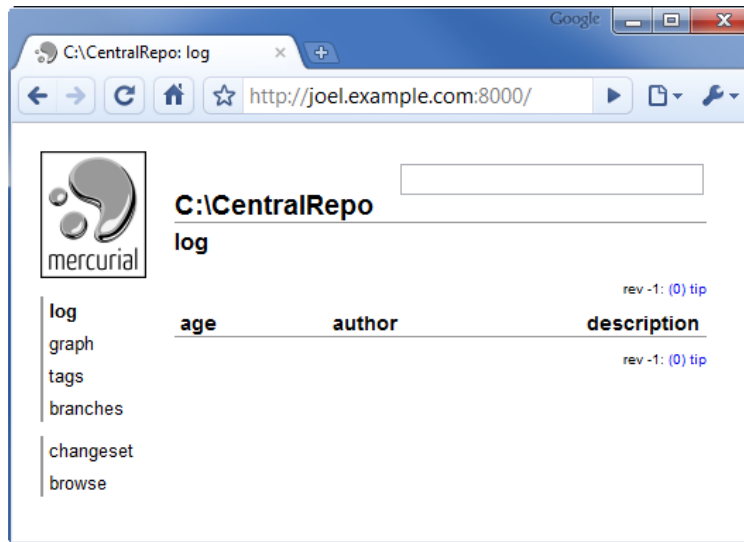 Google
C:\CentralRepo: log
http://joel.example.com:8000/
mercurial
C:\CentralRepo
log
rev -1: (0) tip
age author description
rev -1: (0) tip
log
graph
tags
branches
changeset
browse